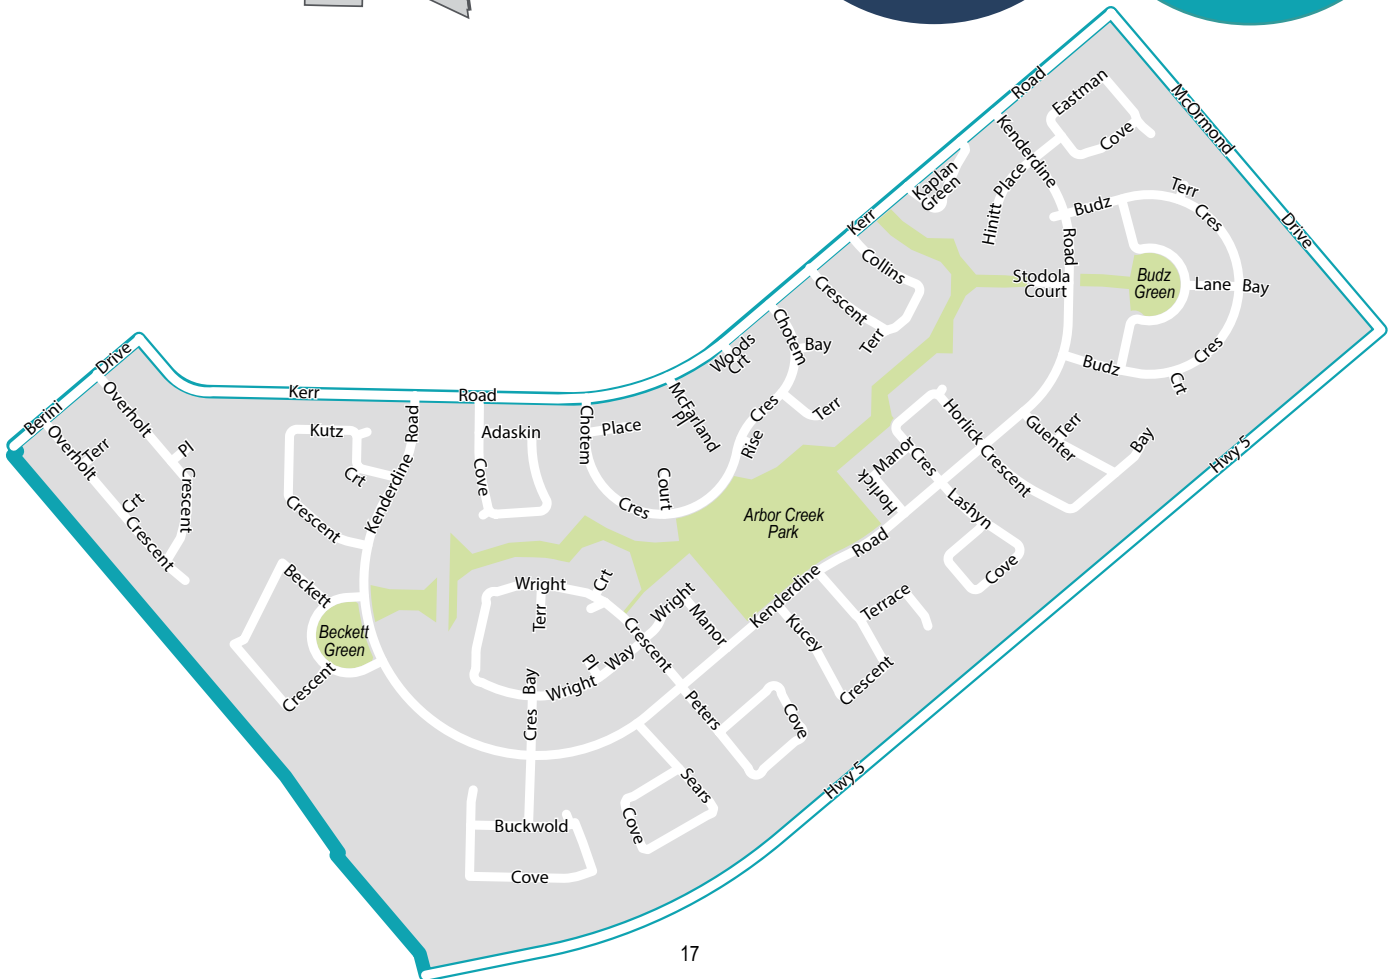 Road
McOrmond
Drive
Eastman
Cove
Kenderdine
Road
Hinitt Place
Kaplan
Green
Kerr
Budz
Terr
Cres
Lane
Bay
Budz
Green
Stodola
Court
Cres
Crt
Budz
Collins
Crescent
Terr
Chotem
Bay
Woods
Crt
Terr
Cres
Rise
McFarland
Pl
Chotem
Place
Court
Cres
Berini
Drive
Kerr
Road
Overholt
Pl
Crescent
Overholt
Terr
Crt
Crescent
Kutz
Crt
Crescent
Road
Kenderdine
Adaskin
Cove
Horlick
Crescent
Guenter
Terr
Bay
Hwy 5
Manor
Horlick
Cres
Lashyn
Cove
Arbor Creek
Park
Road
Kenderdine
Terrace
Kucey
Crescent
Beckett
Beckett
Green
Crescent
Wright
Crt
Terr
Wright
Manor
Crescent
Pl
Way
Wright
Bay
Cres
Peters
Cove
Sears
Cove
Buckwold
Cove
Hwy 5
17